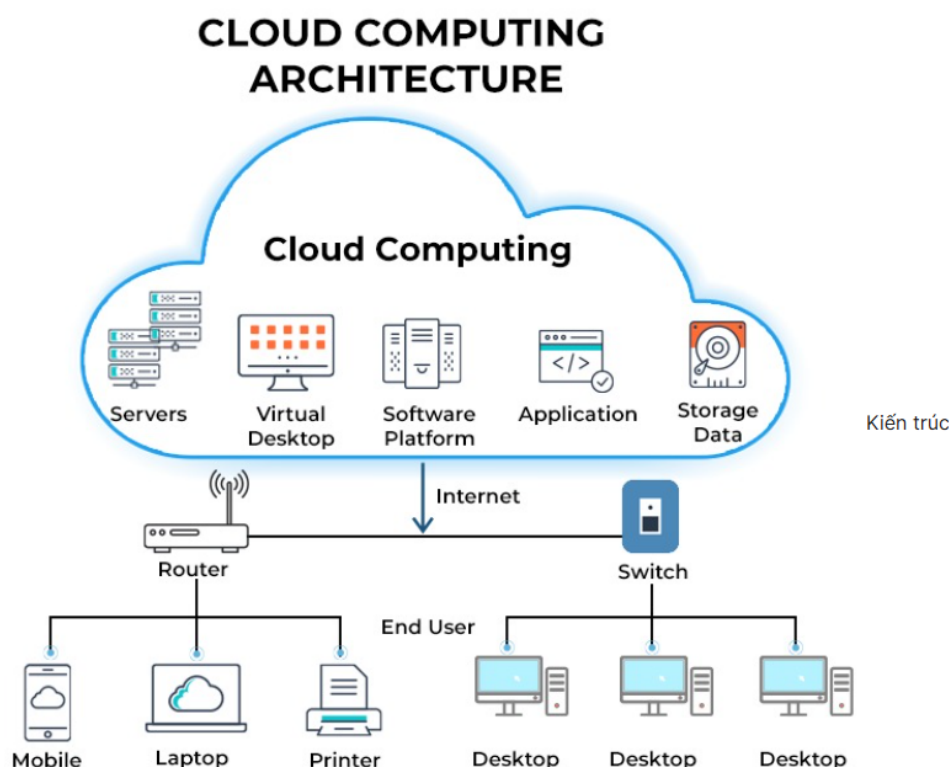 CLOUD COMPUTING
ARCHITECTURE
Cloud Computing
Servers
Virtual
Desktop
Software
Platform
Application
Storage
Data
Kiến trúc
Internet
Router
Switch
End User
Mobile
Laptop
Printer
Desktop
Desktop
Desktop